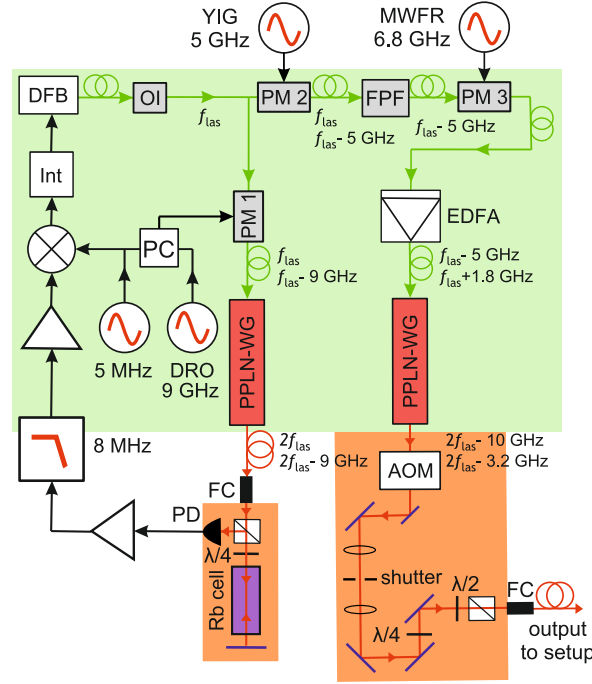 YIG
5 GHz
MWFR
6.8 GHz
DFB
OI
f_las
PM 2
f_las
f_las- 5 GHz
FPF
f_las- 5 GHz
PM 3
Int
PM 1
EDFA
PC
f_las
f_las- 9 GHz
f_las- 5 GHz
f_las+1.8 GHz
5 MHz
DRO
9 GHz
PPLN-WG
PPLN-WG
8 MHz
2f_las
2f_las- 9 GHz
2f_las- 10 GHz
2f_las- 3.2 GHz
AOM
FC
PD
λ/4
Rb cell
shutter
λ/2
FC
λ/4
output
to setup